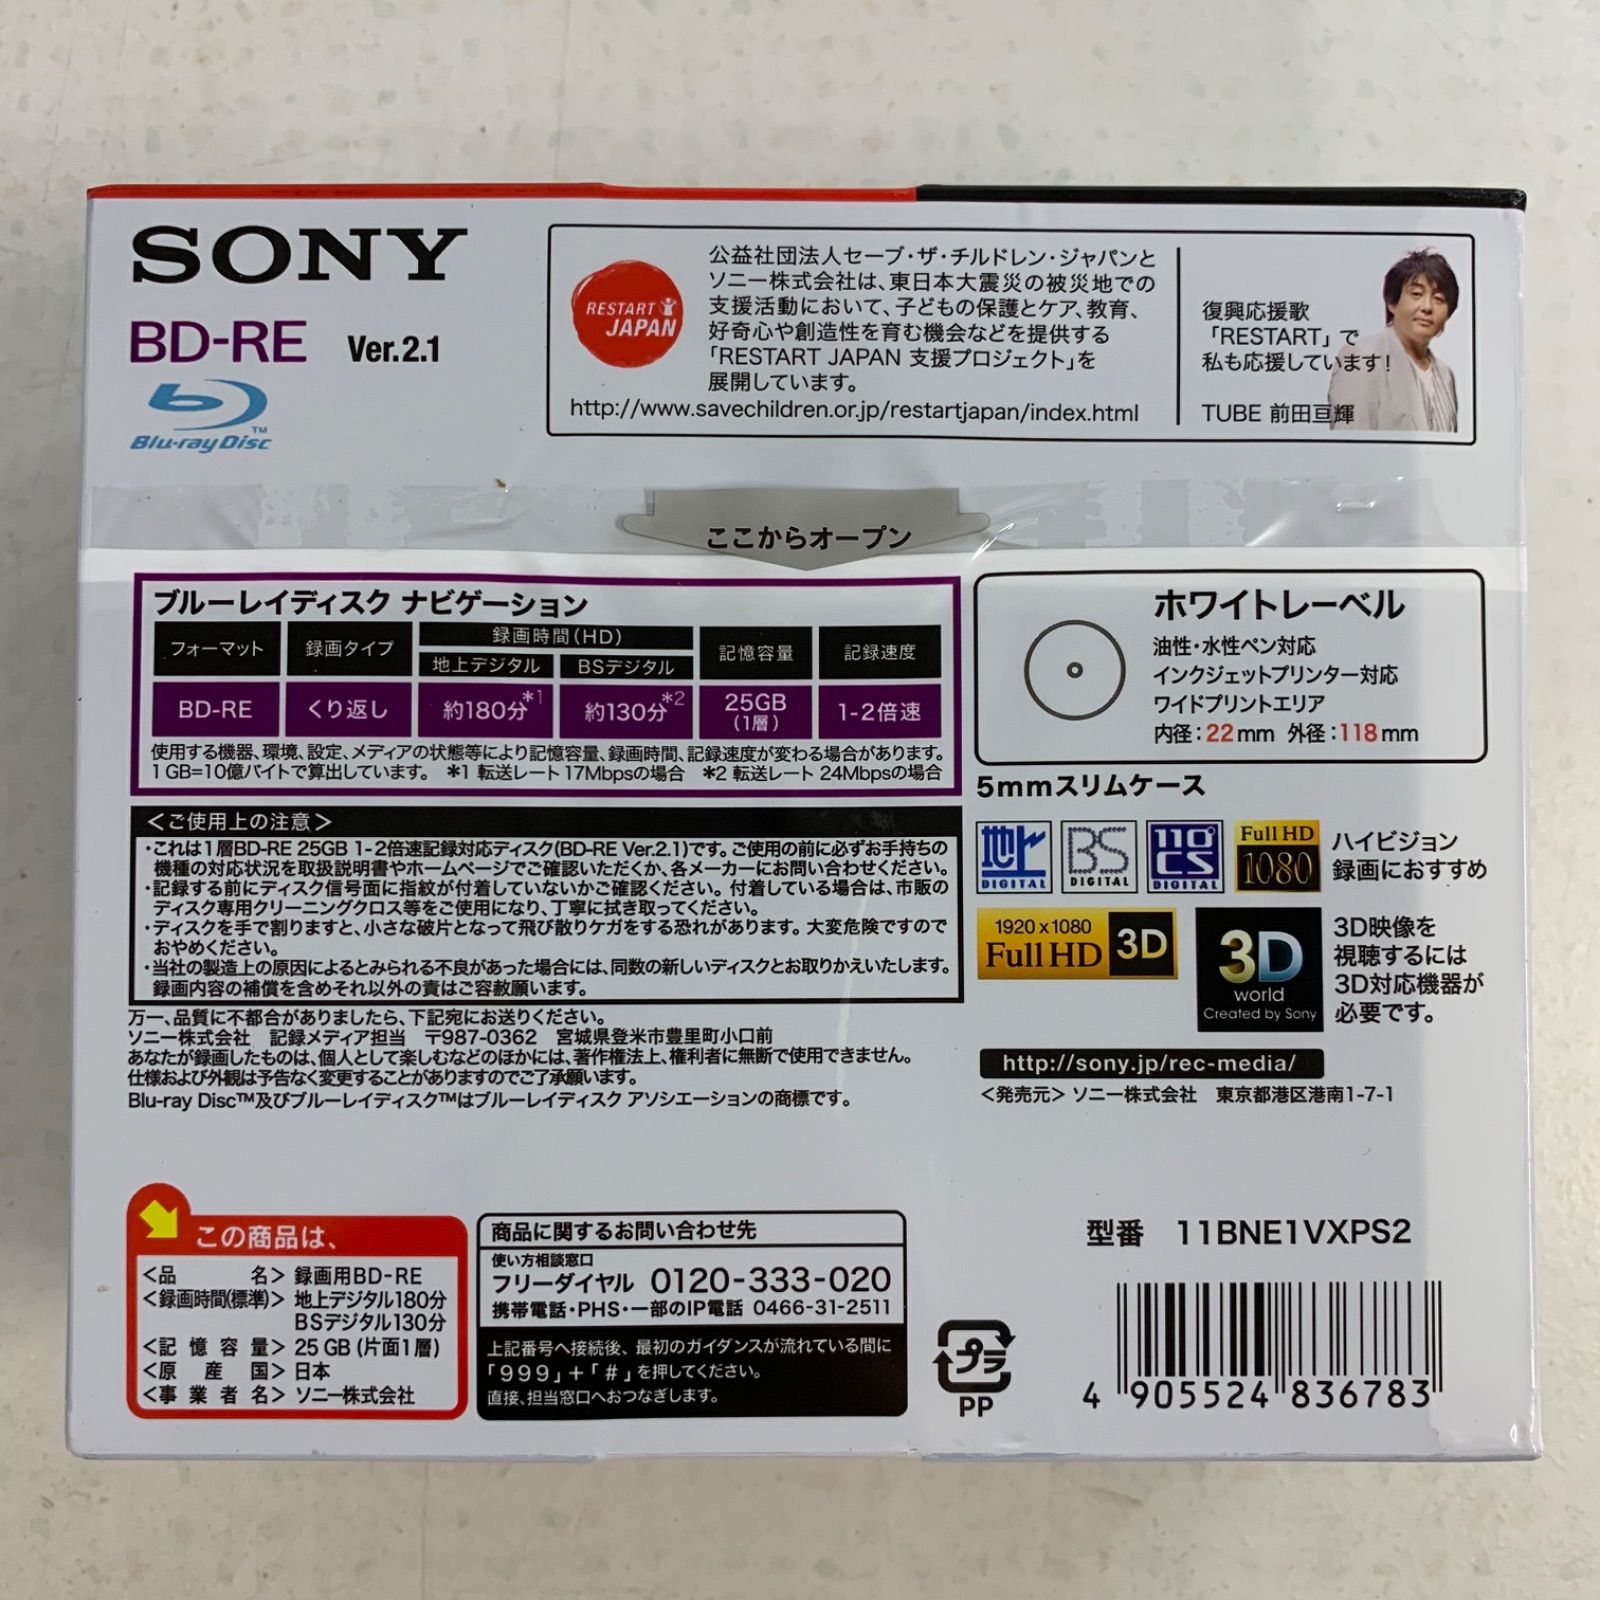 SONY
BD-RE Ver.2.1
Blu-ray Disc™
RESTART
JAPAN
公益社団法人セーブ・ザ・チルドレン・ジャパンと
ソニー株式会社は、東日本大震災の被災地での
支援活動において、子どもの保護とケア、教育、
好奇心や創造性を育む機会などを提供する
「RESTART JAPAN 支援プロジェクト」を
展開しています。
http://www.savechildren.or.jp/restartjapan/index.html
復興応援歌
「RESTART」で
私も応援しています!
TUBE 前田亘輝
ここからオープン
ブルーレイディスク ナビゲーション
フォーマット 録画タイプ 録画時間(HD) 記憶容量 記録速度
地上デジタル BSデジタル
BD-RE くり返し 約180分*1 約130分*2 25GB (1層) 1-2倍速
使用する機器、環境、設定、メディアの状態等により記憶容量、録画時間、記録速度が変わる場合があります。
1GB=10億バイトで算出しています。 *1 転送レート 17Mbpsの場合 *2 転送レート 24Mbpsの場合
ホワイトレーベル
油性・水性ペン対応
インクジェットプリンター対応
ワイドプリントエリア
内径:22mm 外径:118mm
5mmスリムケース
<ご使用上の注意>
・これは1層BD-RE 25GB 1-2倍速記録対応ディスク(BD-RE Ver.2.1)です。ご使用の前に必ずお手持ちの
機種の対応状況を取扱説明書やホームページでご確認いただくか、各メーカーにお問い合わせください。
・記録する前にディスク信号面に指紋が付着していないかご確認ください。付着している場合は、市販の
ディスク専用クリーニングクロス等をご使用になり、丁寧に拭き取ってください。
・ディスクを手で割りますと、小さな破片となって飛び散りケガをする恐れがあります。大変危険ですので
おやめください。
・当社の製造上の原因によるとみられる不良があった場合には、同数の新しいディスクとお取りかえいたします。
録画内容の補償を含めそれ以外の責はご容赦願います。
地上 DIGITAL
BS DIGITAL
110° CS DIGITAL
Full HD 1080
ハイビジョン
録画におすすめ
1920x1080
Full HD 3D
3D
world
Created by Sony
3D映像を
視聴するには
3D対応機器が
必要です。
万一、品質に不都合がありましたら、下記宛にお送りください。
ソニー株式会社 記録メディア担当 〒987-0362 宮城県登米市豊里町小口前
あなたが録画したものは、個人として楽しむなどのほかには、著作権法上、権利者に無断で使用できません。
仕様および外観は予告なく変更することがありますのでご了承願います。
Blu-ray Disc™及びブルーレイディスク™はブルーレイディスク アソシエーションの商標です。
http://sony.jp/rec-media/
<発売元> ソニー株式会社 東京都港区港南1-7-1
この商品は、
<品名> 録画用BD-RE
<録画時間(標準)> 地上デジタル180分
BSデジタル130分
<記憶容量> 25GB(片面1層)
<原産国> 日本
<事業者名> ソニー株式会社
商品に関するお問い合わせ先
使い方相談窓口
フリーダイヤル 0120-333-020
携帯電話・PHS・一部のIP電話 0466-31-2511
上記番号へ接続後、最初のガイダンスが流れている間に
「999」+「#」を押してください。
直接、担当窓口へおつなぎします。
プラ
PP
型番 11BNE1VXPS2
4 905524 836783